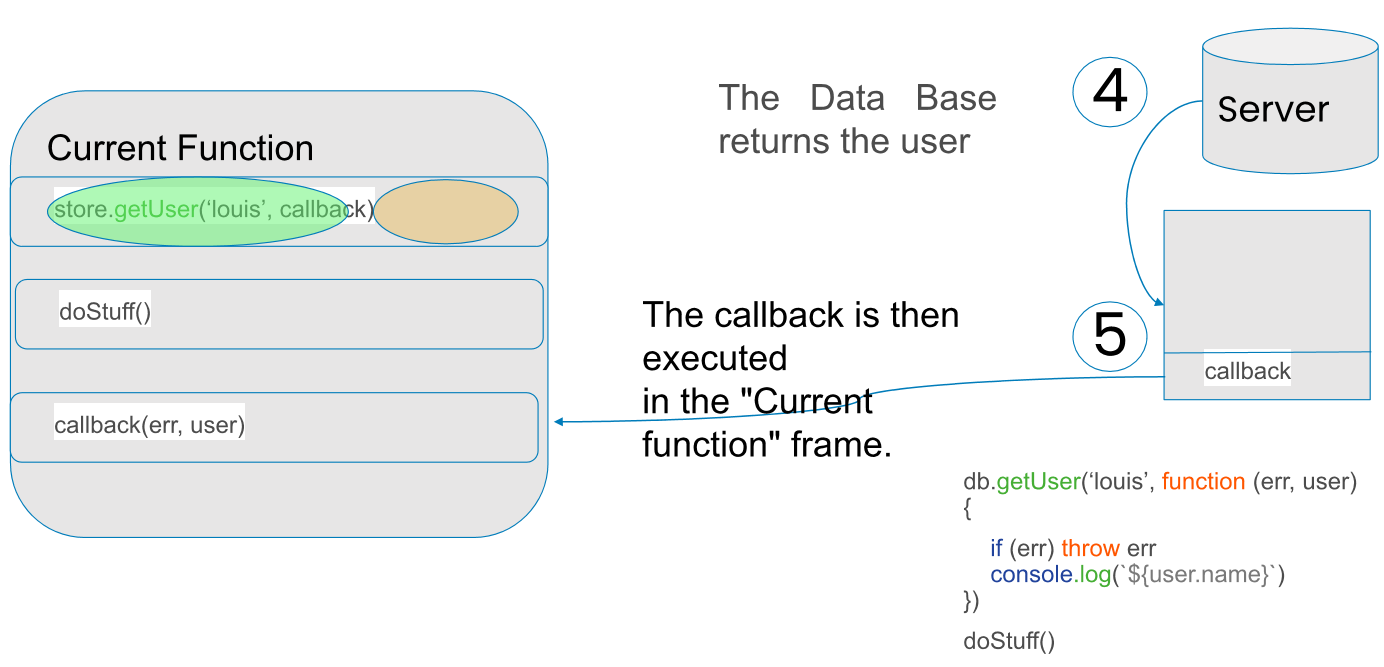 Current Function
store.getUser(‘louis’, callback)
doStuff()
callback(err, user)
The Data Base
returns the user
4
Server
The callback is then
executed
in the "Current
function" frame.
5
callback
db.getUser(‘louis’, function (err, user)
{
if (err) throw err
console.log(`${user.name}`)
})
doStuff()